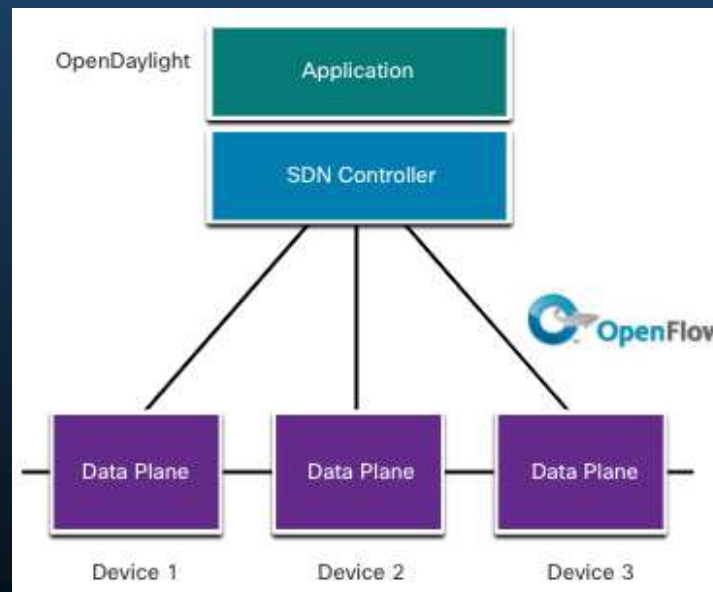 OpenDaylight
Application
SDN Controller
OpenFlow
Data Plane
Data Plane
Data Plane
Device 1
Device 2
Device 3